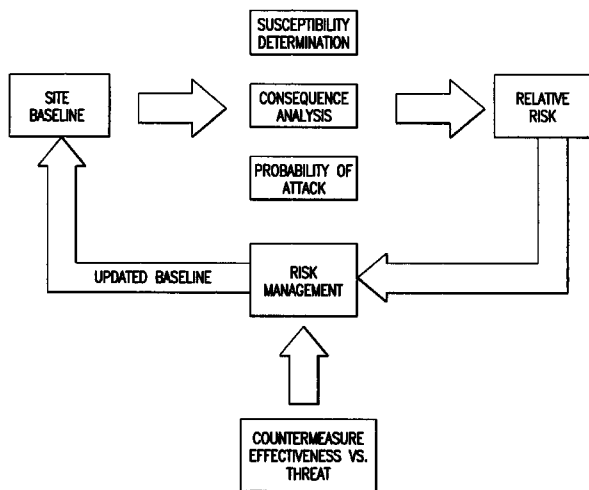 SUSCEPTIBILITY
DETERMINATION
SITE
BASELINE
CONSEQUENCE
ANALYSIS
RELATIVE
RISK
PROBABILITY OF
ATTACK
UPDATED BASELINE
RISK
MANAGEMENT
COUNTERMEASURE
EFFECTIVENESS VS.
THREAT